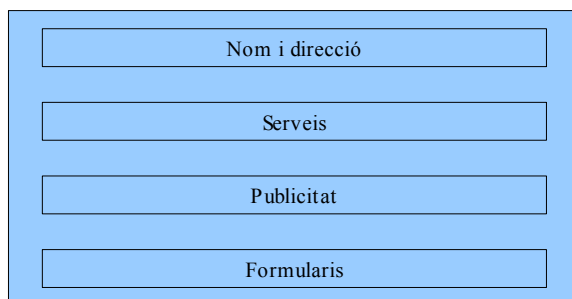 Nom i direcció
Serveis
Publicitat
Formularis